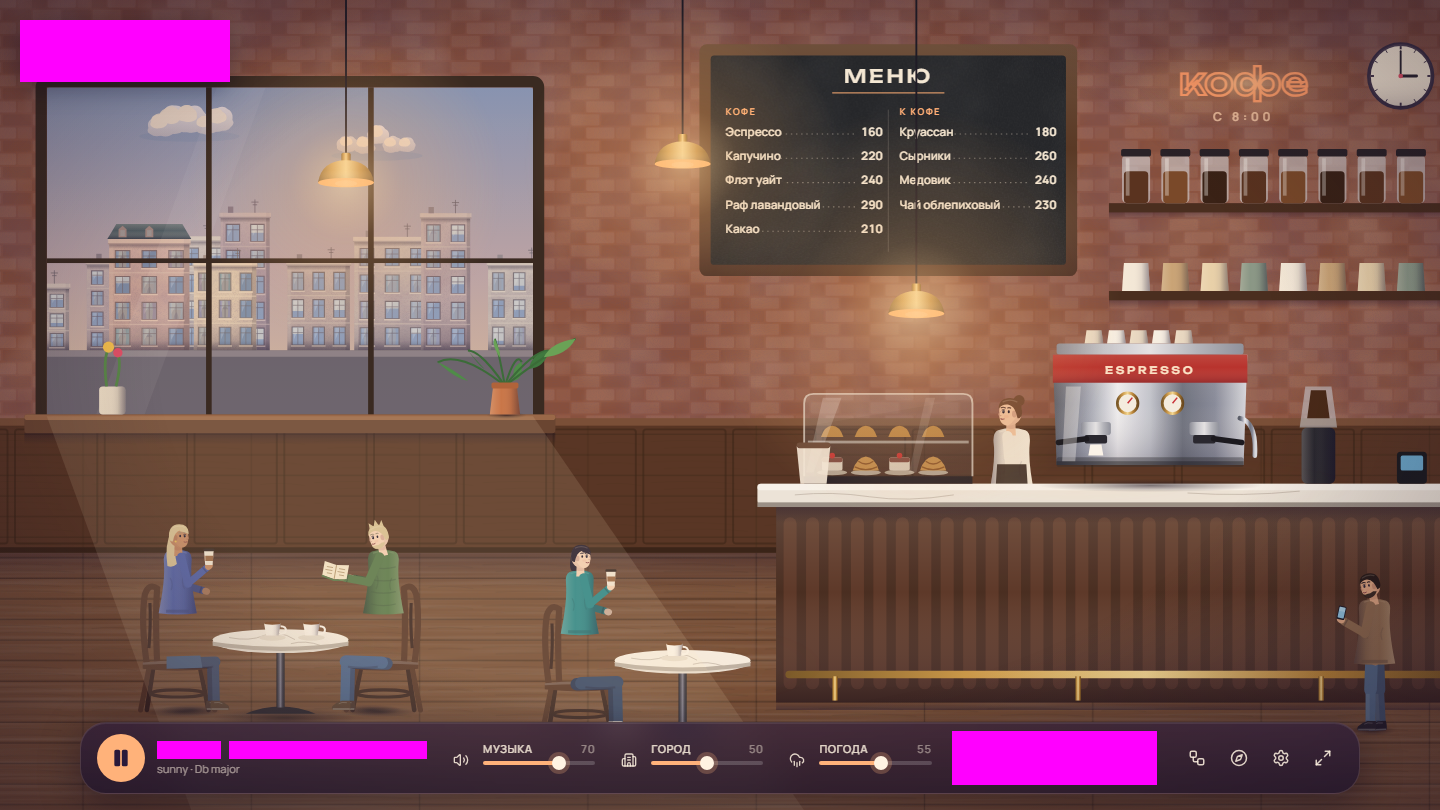 МЕНЮ
КОФЕ
Эспрессо 160
Капучино 220
Флэт уайт 240
Раф лавандовый 290
Какао 210
К КОФЕ
Круассан 180
Сырники 260
Медовик 240
Чай облепиховый 230
кофе
С 8:00
ESPRESSO
sunny · Db major
МУЗЫКА 70
ГОРОД 50
ПОГОДА 55